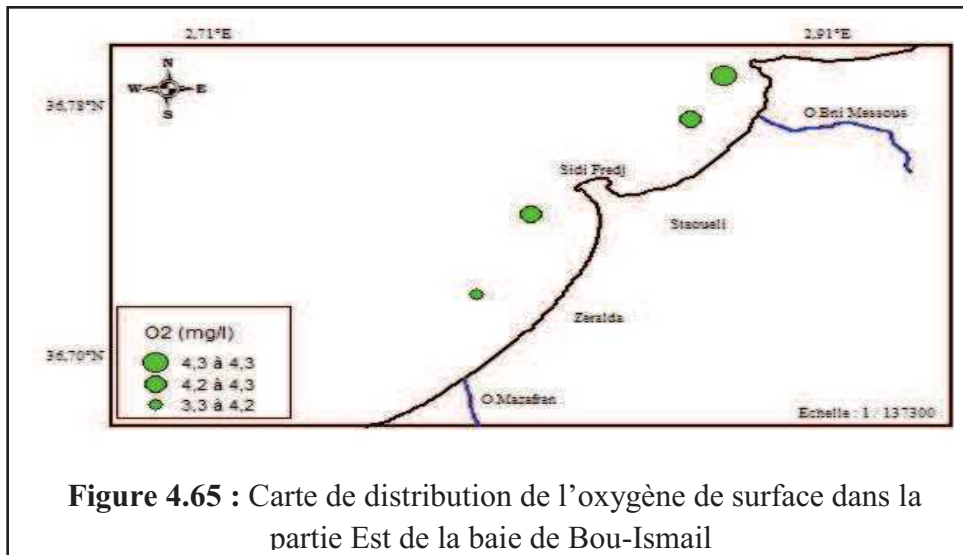 2,71°E
2,91°E
N
W E
S
36,78°N
O.Bni Messous
Sidi Fredj
Staoueli
Zéralda
36,70°N
O2 (mg/l)
4,3 à 4,3
4,2 à 4,3
3,3 à 4,2
O.Mazafran
Echelle : 1 / 137300
Figure 4.65 : Carte de distribution de l’oxygène de surface dans la
partie Est de la baie de Bou-Ismail